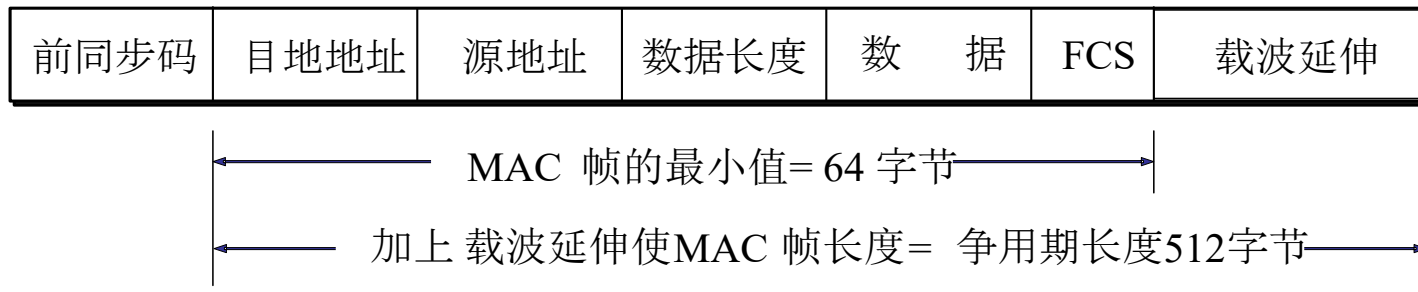 前同步码 目地地址 源地址 数据长度 数 据 FCS 载波延伸
MAC 帧的最小值= 64 字节
加上 载波延伸使MAC 帧长度= 争用期长度512字节